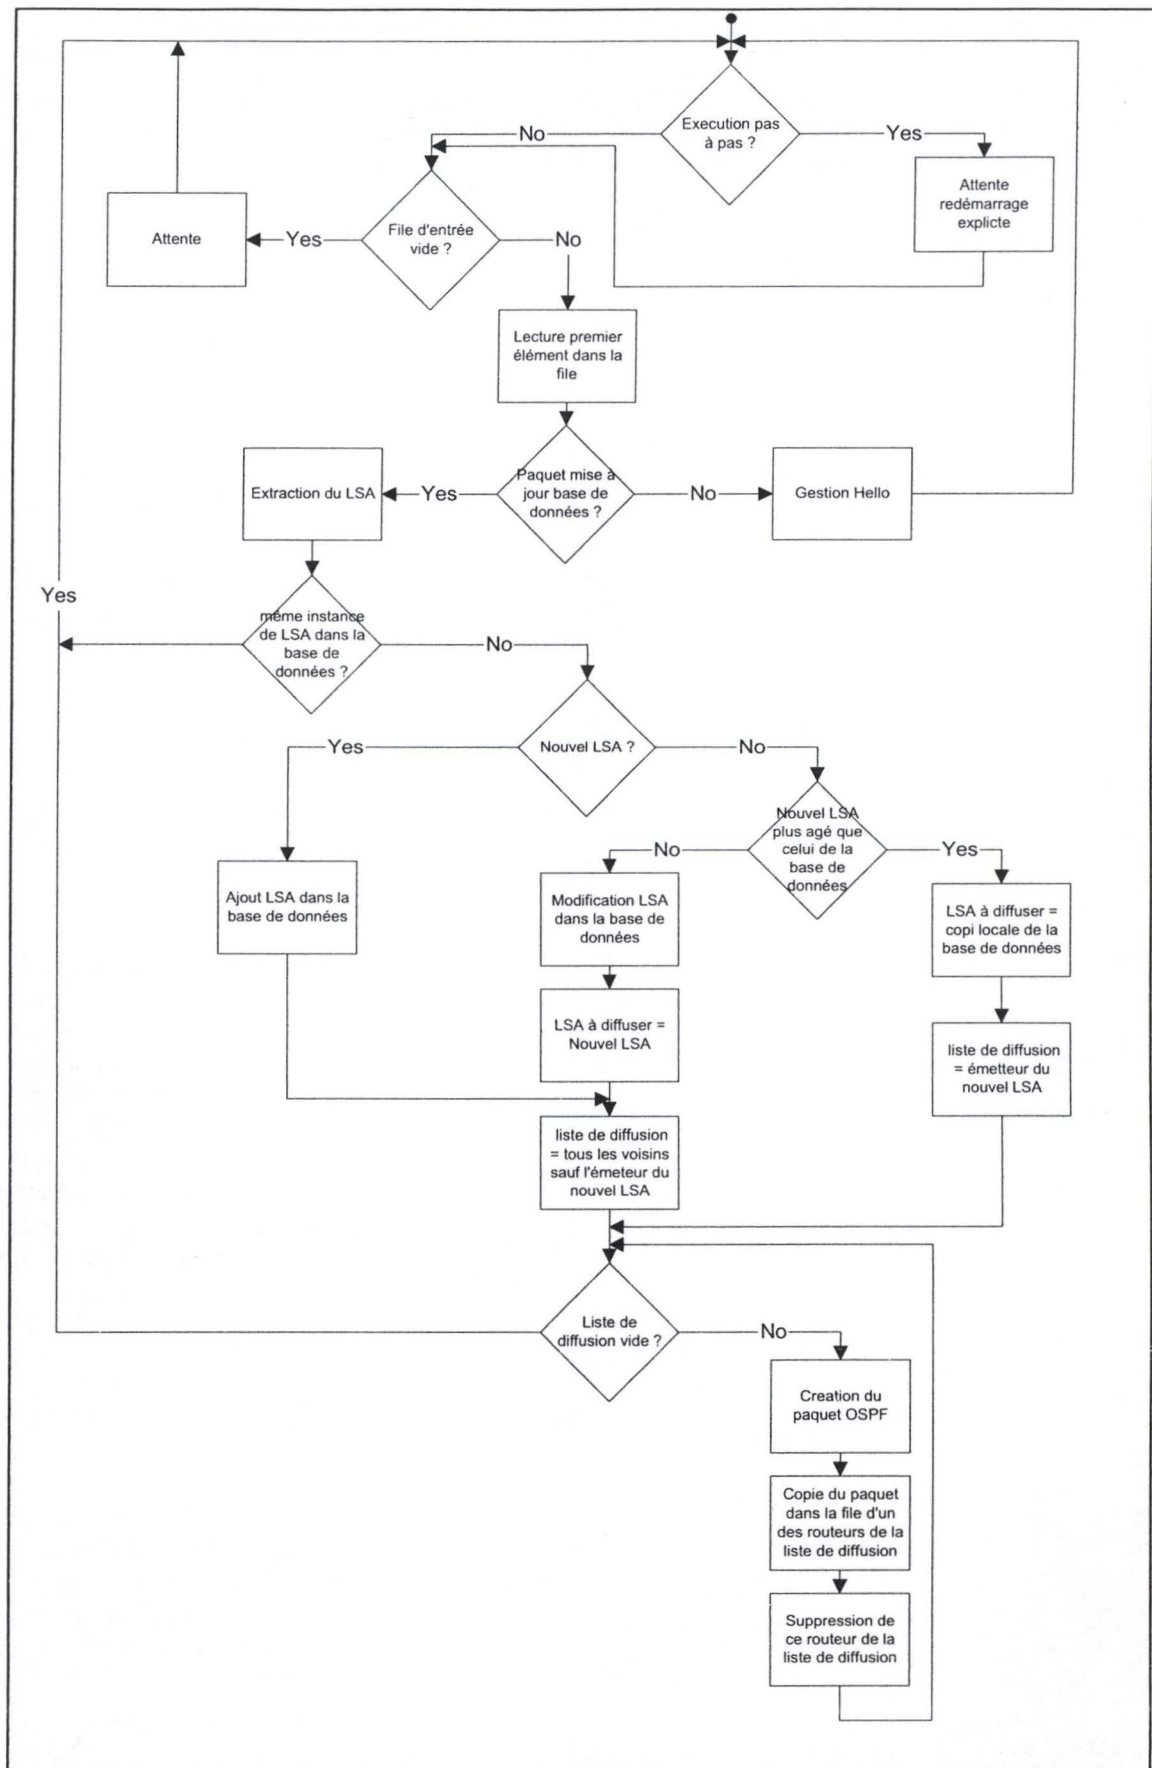 Execution pas
à pas ?
No
Yes
Attente
redémarrage
explicte
File d'entrée
vide ?
Yes
No
Attente
Lecture premier
élément dans la
file
Paquet mise à
jour base de
données ?
Yes
No
Extraction du LSA
Gestion Hello
Yes
même instance
de LSA dans la
base de
données ?
No
Nouvel LSA ?
Yes
No
Nouvel LSA
plus agé que
celui de la
base de
données
No
Yes
Ajout LSA dans la
base de données
Modification LSA
dans la base de
données
LSA à diffuser =
copi locale de la
base de données
LSA à diffuser =
Nouvel LSA
liste de diffusion
= émetteur du
nouvel LSA
liste de diffusion
= tous les voisins
sauf l'émeteur du
nouvel LSA
Liste de
diffusion vide ?
No
Creation du
paquet OSPF
Copie du paquet
dans la file d'un
des routeurs de la
liste de diffusion
Suppression de
ce routeur de la
liste de diffusion